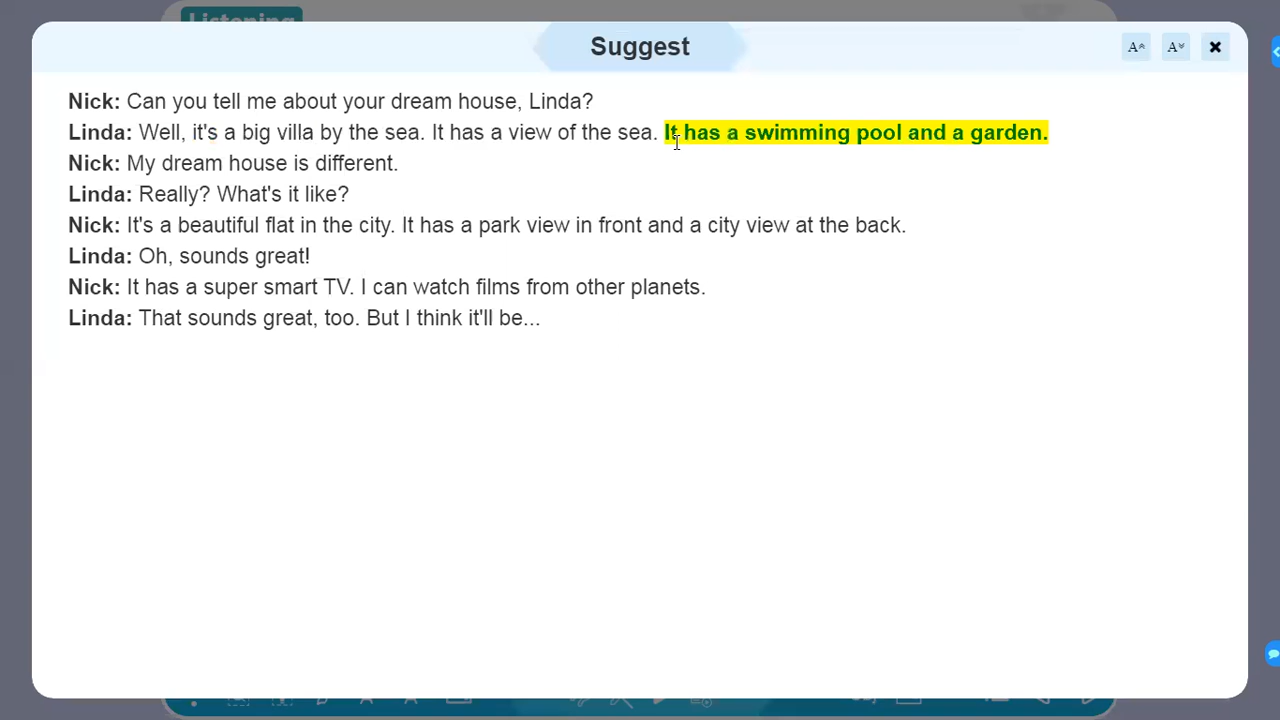 Listening
Suggest
Nick: Can you tell me about your dream house, Linda?
Linda: Well, it's a big villa by the sea. It has a view of the sea. It has a swimming pool and a garden.
Nick: My dream house is different.
Linda: Really? What's it like?
Nick: It's a beautiful flat in the city. It has a park view in front and a city view at the back.
Linda: Oh, sounds great!
Nick: It has a super smart TV. I can watch films from other planets.
Linda: That sounds great, too. But I think it'll be...